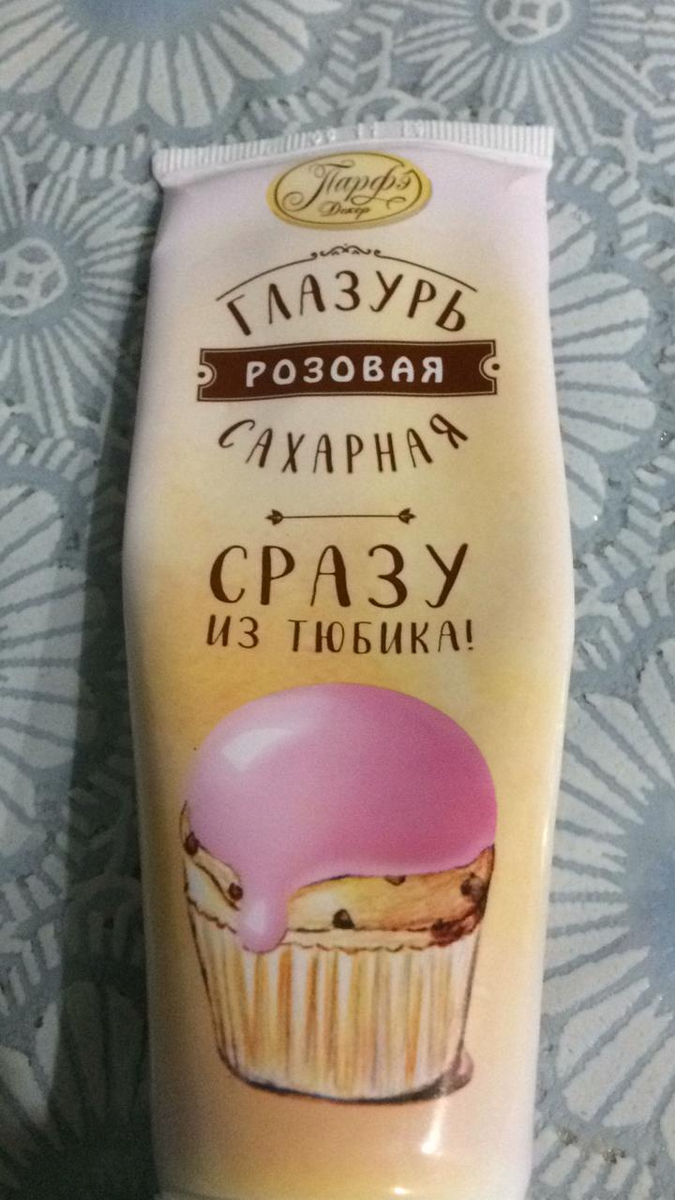 Парфэ
Декор
ГЛАЗУРЬ
РОЗОВАЯ
САХАРНАЯ
СРАЗУ
ИЗ ТЮБИКА!